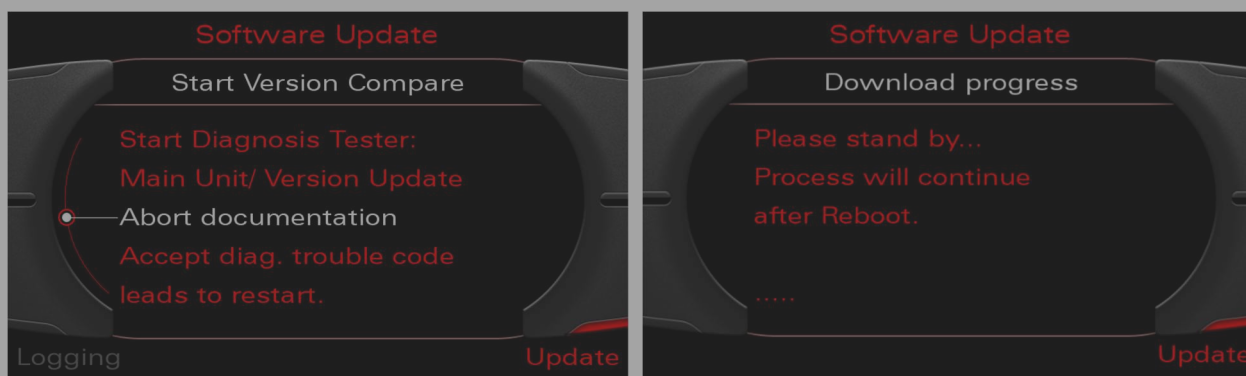 Software Update
Start Version Compare
Start Diagnosis Tester:
Main Unit/ Version Update
Abort documentation
Accept diag. trouble code
leads to restart.
Logging
Update
Software Update
Download progress
Please stand by...
Process will continue
after Reboot.
.....
Update